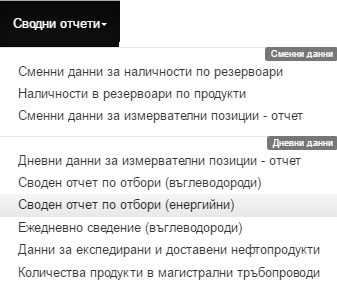 Сводни отчети
Сменни данни
Сменни данни за наличности по резервоари
Наличности в резервоари по продукти
Сменни данни за измервателни позиции - отчет
Дневни данни
Дневни данни за измервателни позиции - отчет
Своден отчет по отбори (въглеводороди)
Своден отчет по отбори (енергийни)
Ежедневно сведение (въглеводороди)
Данни за експедирани и доставени нефтопродукти
Количества продукти в магистрални тръбопроводи